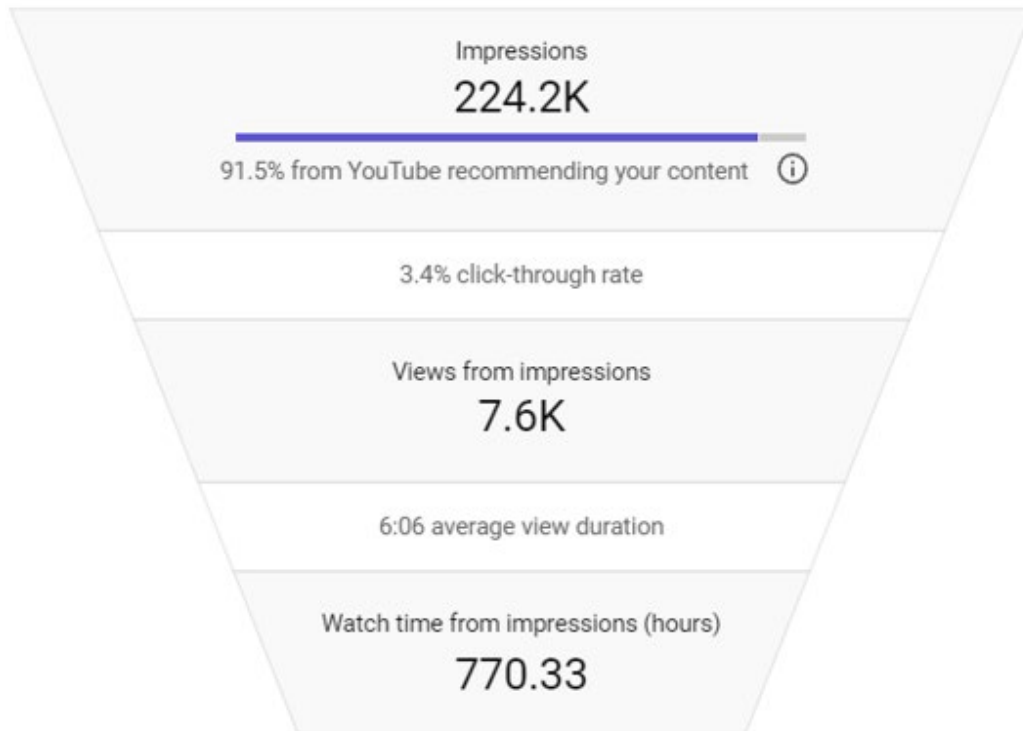 Impressions
224.2K
91.5% from YouTube recommending your content
3.4% click-through rate
Views from impressions
7.6K
6:06 average view duration
Watch time from impressions (hours)
770.33